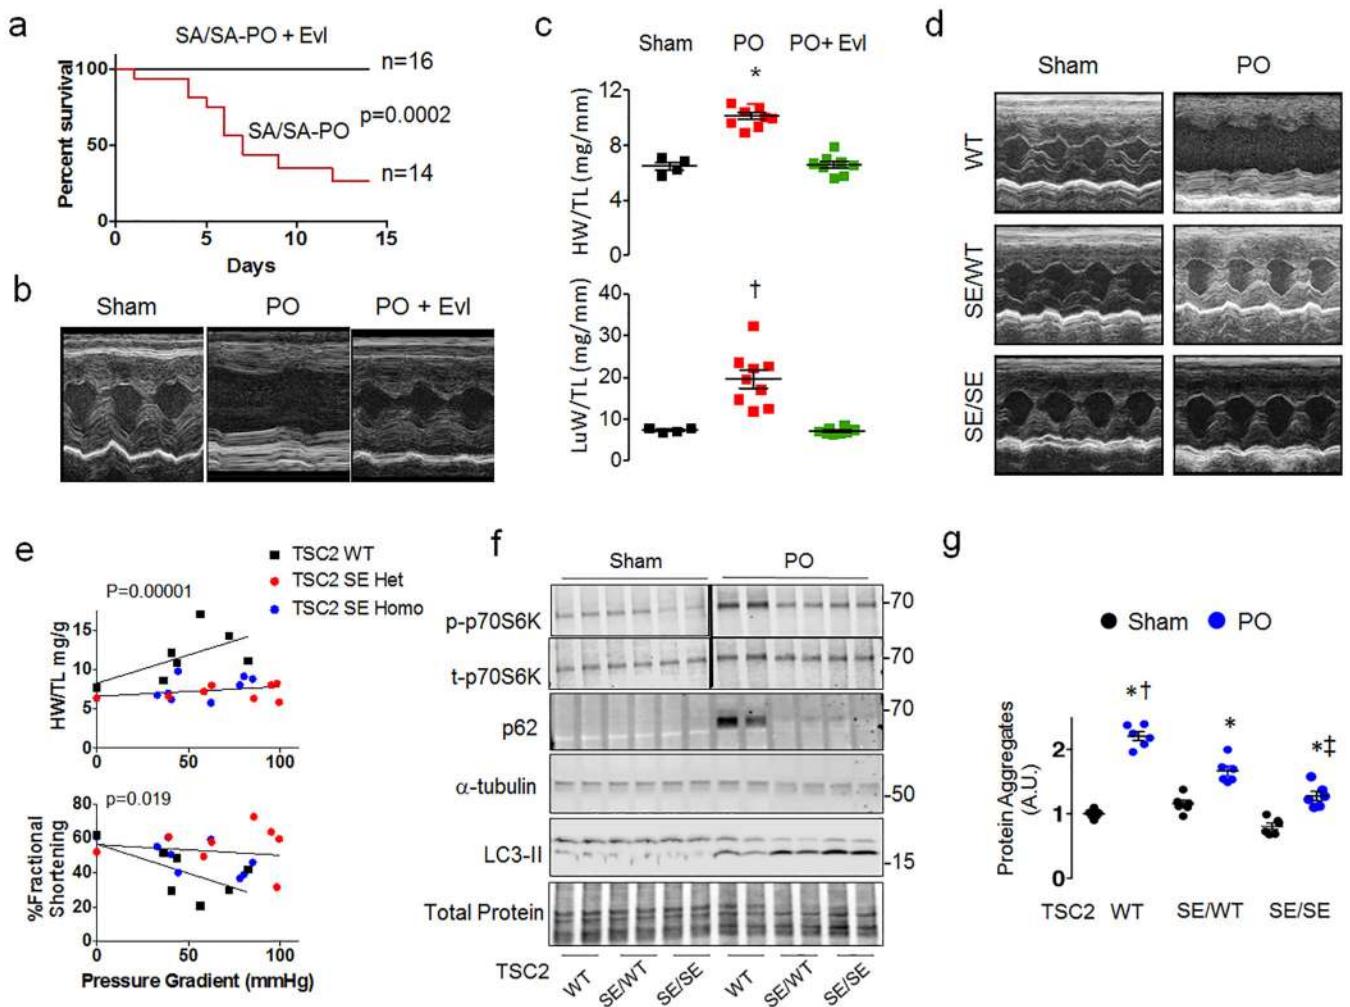 a
SA/SA-PO + Evl
n=16
p=0.0002
SA/SA-PO
n=14
Percent survival
100
50
0
0 5 10 15
Days
b
Sham PO PO + Evl
c
Sham PO PO+ Evl
*
HW/TL (mg/mm)
12
8
4
0
†
LuW/TL (mg/mm)
40
30
20
10
0
d
Sham PO
WT
SE/WT
SE/SE
e
TSC2 WT
TSC2 SE Het
TSC2 SE Homo
P=0.00001
HW/TL mg/g
15
10
5
0
0 50 100
p=0.019
%Fractional
Shortening
80
60
40
20
0
0 50 100
Pressure Gradient (mmHg)
f
Sham PO
p-p70S6K -70
t-p70S6K -70
p62 -70
α-tubulin -50
LC3-II -15
Total Protein
TSC2 WT SE/WT SE/SE WT SE/WT SE/SE
g
Sham PO
*† * *‡
Protein Aggregates
(A.U.)
2
1
0
TSC2 WT SE/WT SE/SE